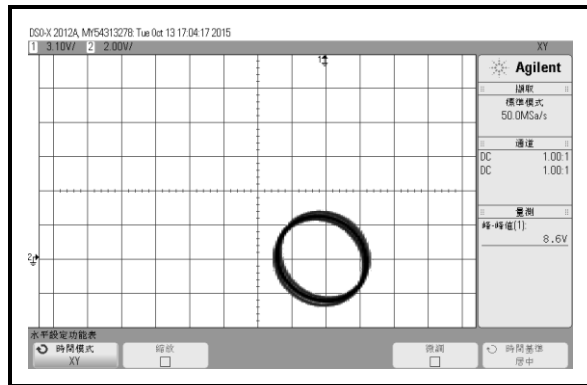 DSO-X 2012A, MY54313278: Tue Oct 13 17:04:17 2015
1 3.10V/ 2 2.00V/ XY
Agilent
擷取
標準模式
50.0MSa/s
通道
DC 1.00:1
DC 1.00:1
量測
峰-峰值(1):
8.6V
水平設定功能表
時間模式
XY
縮放
微調
時間基準
居中